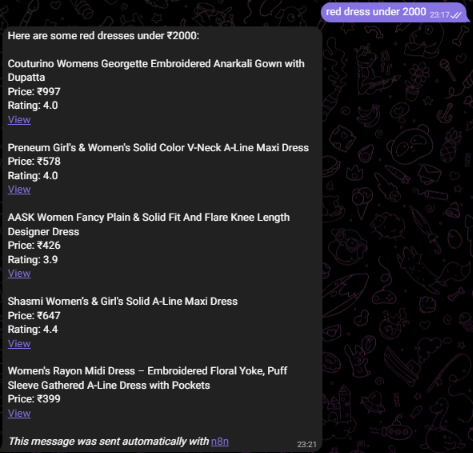 red dress under 2000 23:17
Here are some red dresses under ₹2000:
Couturino Womens Georgette Embroidered Anarkali Gown with
Dupatta
Price: ₹997
Rating: 4.0
View
Preneum Girl's & Women's Solid Color V-Neck A-Line Maxi Dress
Price: ₹578
Rating: 4.0
View
AASK Women Fancy Plain & Solid Fit And Flare Knee Length
Designer Dress
Price: ₹426
Rating: 3.9
View
Shasmi Women's & Girl's Solid A-Line Maxi Dress
Price: ₹647
Rating: 4.4
View
Women's Rayon Midi Dress – Embroidered Floral Yoke, Puff
Sleeve Gathered A-Line Dress with Pockets
Price: ₹399
View
This message was sent automatically with n8n
23:21